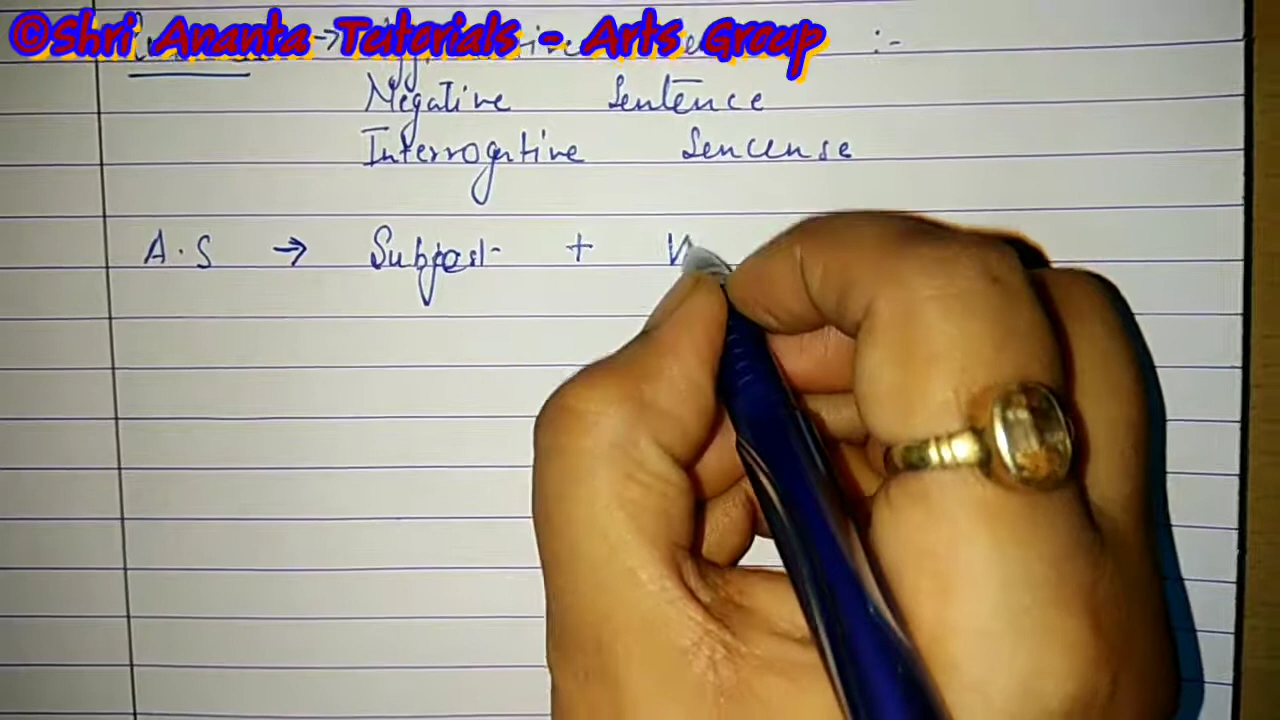 ©Shri Ananta Tutorials - Arts Group
:-
Negative Sentence
Interrogative Sencense
A.S → Subject +